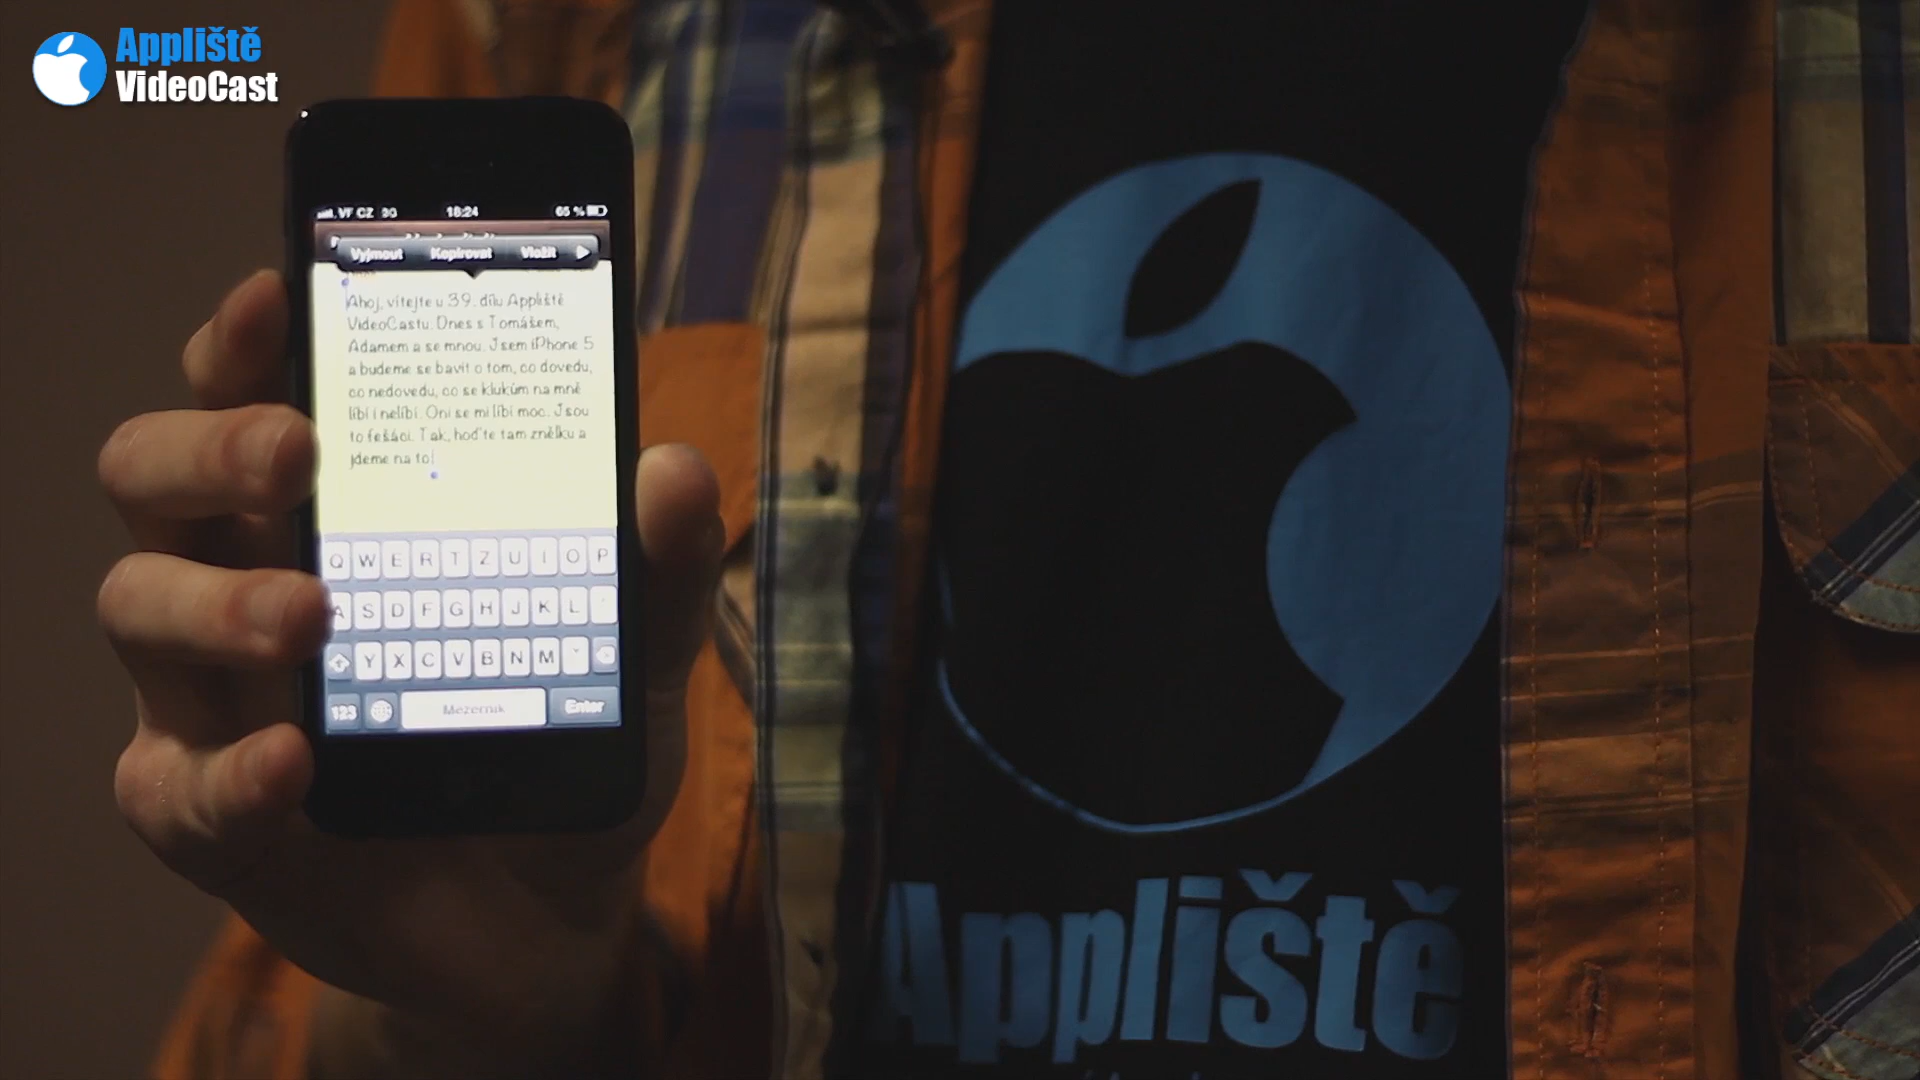 Appliště
VideoCast
VF CZ 3G 18:24 65 %
Vyjmout Kopírovat Vložit
Ahoj, vítejte u 39. dílu Appliště
VideoCastu. Dnes s Tomášem,
Adamem a se mnou. Jsem iPhone 5
a budeme se bavit o tom, co dovedu,
co nedovedu, co se klukům na mně
líbí i nelíbí. Oni se mi líbí moc. Jsou
to fešáci. Tak, hoďte tam znělku a
jdeme na to!
Q W E R T Z U I O P
A S D F G H J K L
Y X C V B N M
123 Mezerník Enter
Appliště